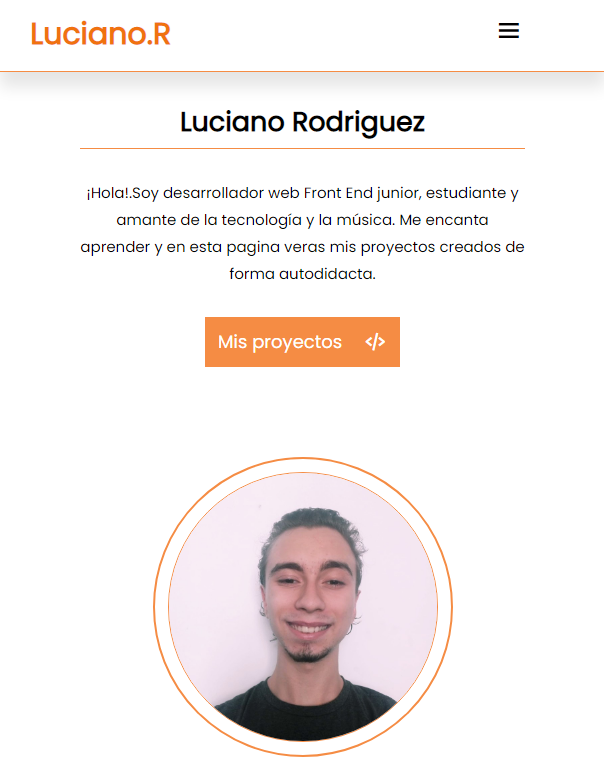 Luciano.R
Luciano Rodriguez
¡Hola!.Soy desarrollador web Front End junior, estudiante y
amante de la tecnología y la música. Me encanta
aprender y en esta pagina veras mis proyectos creados de
forma autodidacta.
Mis proyectos </>